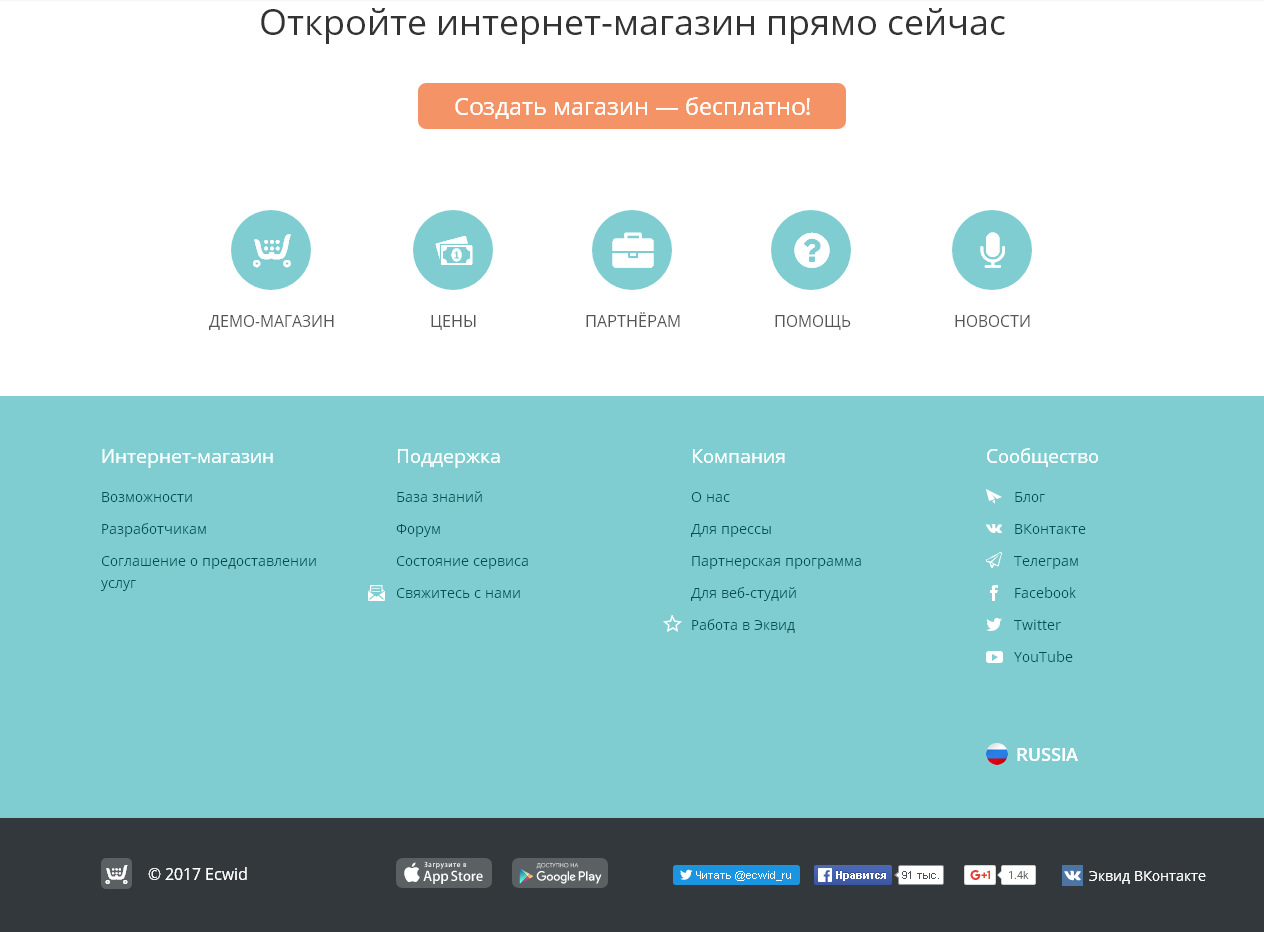 Откройте интернет-магазин прямо сейчас
Создать магазин — бесплатно!
ДЕМО-МАГАЗИН
ЦЕНЫ
ПАРТНЁРАМ
ПОМОЩЬ
НОВОСТИ
Интернет-магазин
Возможности
Разработчикам
Соглашение о предоставлении
услуг
Поддержка
База знаний
Форум
Состояние сервиса
Свяжитесь с нами
Компания
О нас
Для прессы
Партнерская программа
Для веб-студий
Работа в Эквид
Сообщество
Блог
ВКонтакте
Телеграм
Facebook
Twitter
YouTube
RUSSIA
© 2017 Ecwid
Загрузите в
App Store
ДОСТУПНО НА
Google Play
Читать @ecwid_ru
Нравится
91 тыс.
G+1
1.4k
Эквид ВКонтакте